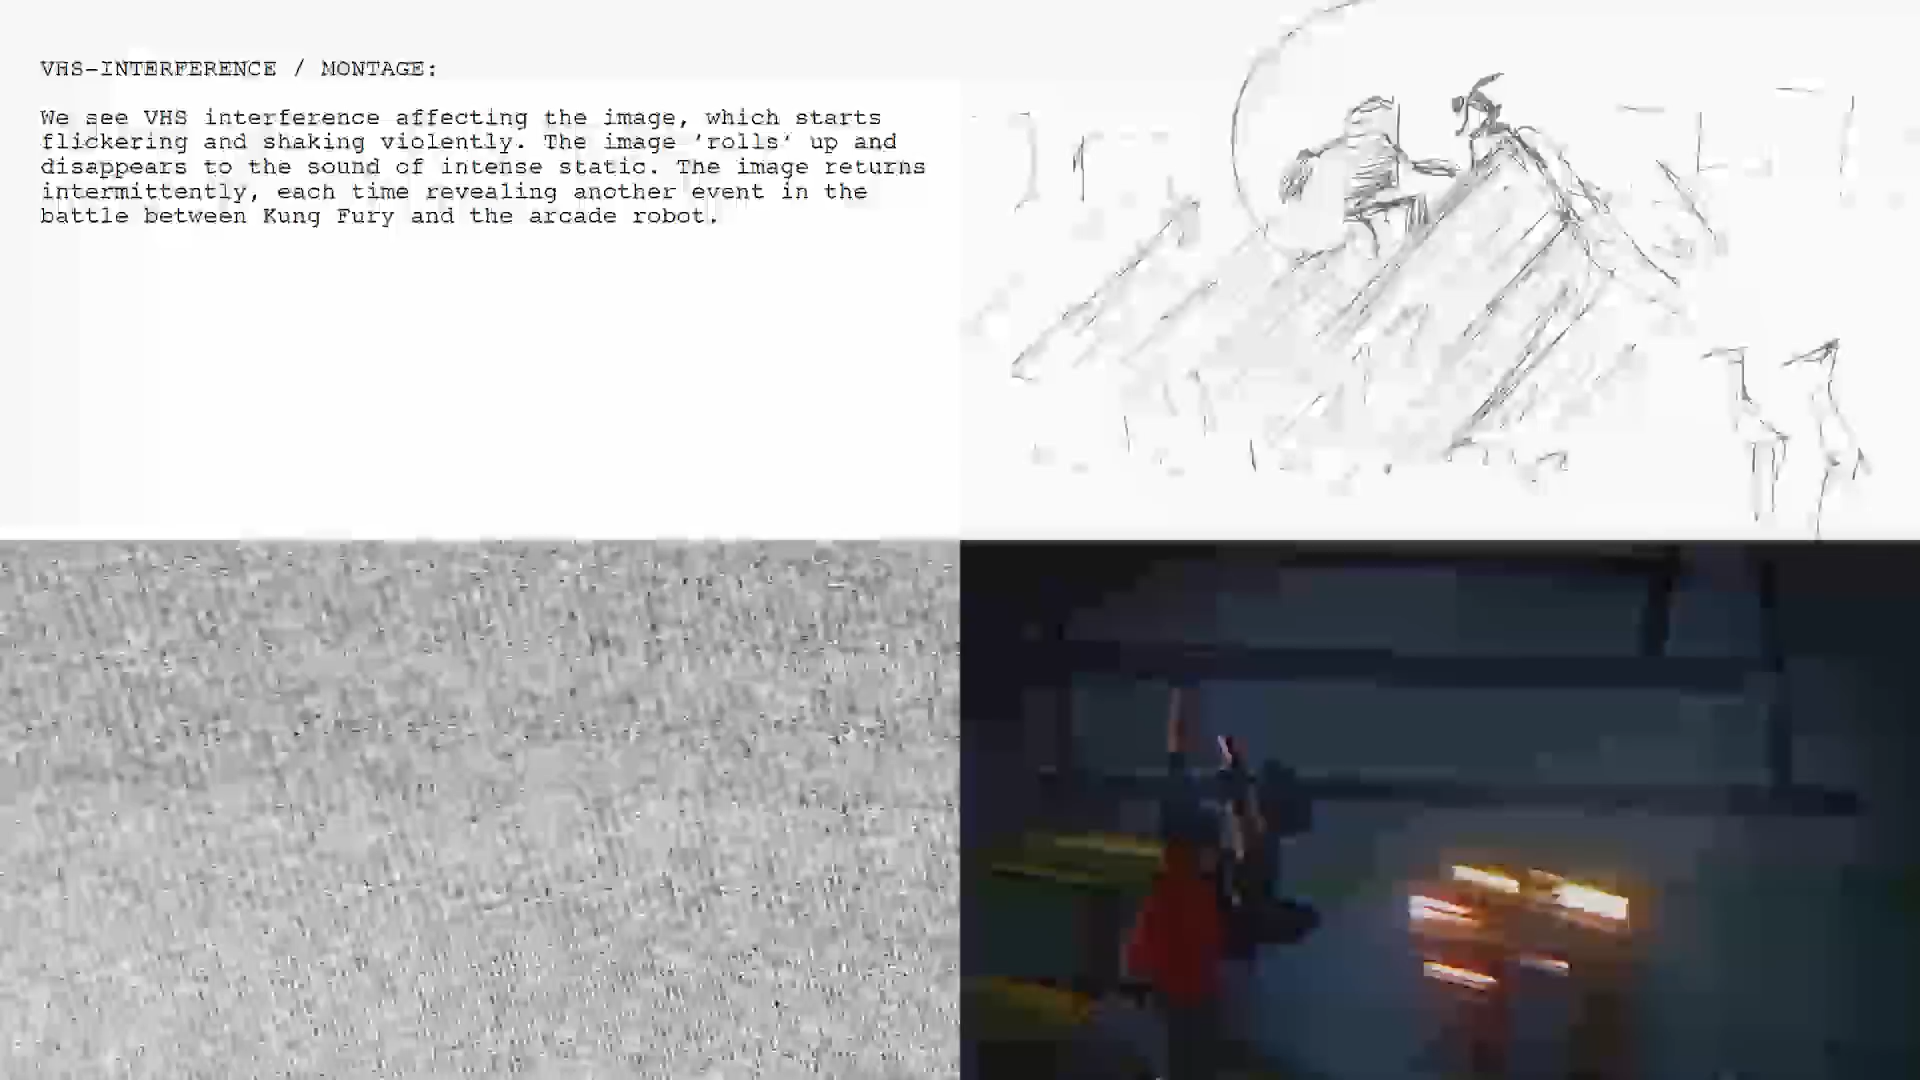 VHS-INTERFERENCE / MONTAGE:
We see VHS interference affecting the image, which starts
flickering and shaking violently. The image 'rolls' up and
disappears to the sound of intense static. The image returns
intermittently, each time revealing another event in the
battle between Kung Fury and the arcade robot.